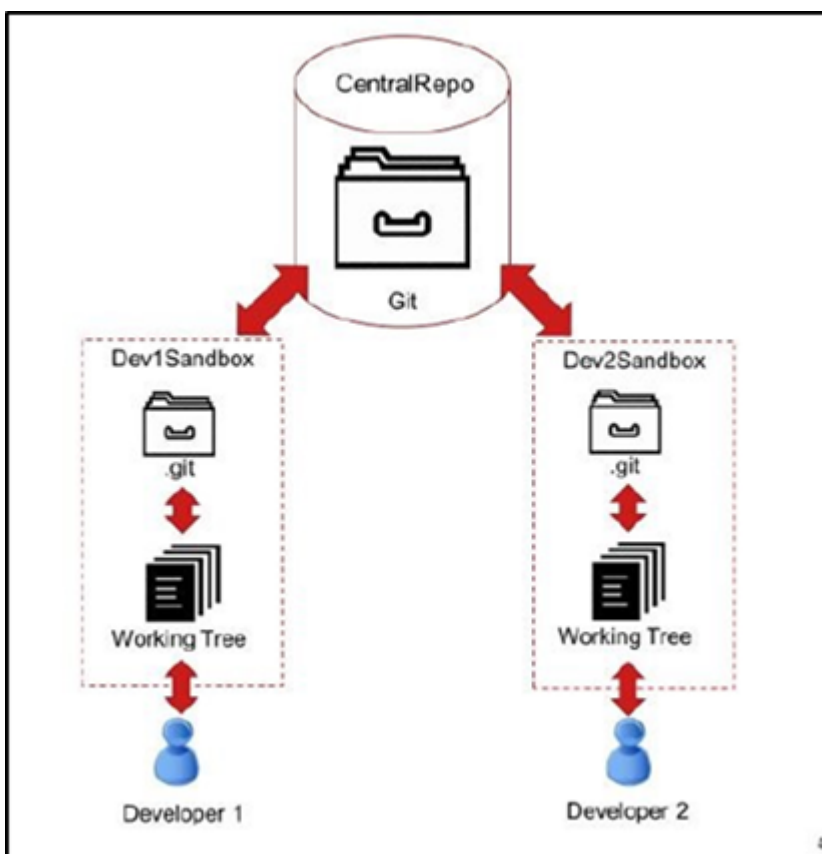 CentralRepo
Git
Dev1Sandbox
.git
Working Tree
Developer 1
Dev2Sandbox
.git
Working Tree
Developer 2